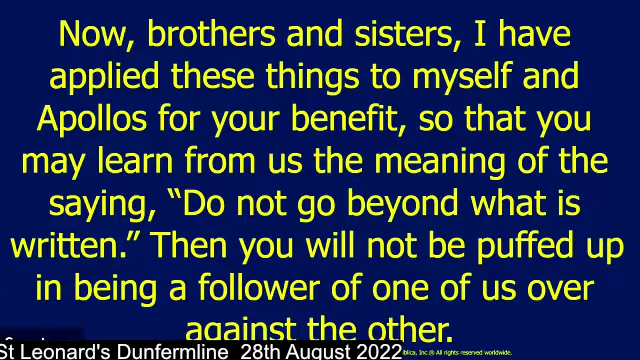 Now, brothers and sisters, I have
applied these things to myself and
Apollos for your benefit, so that you
may learn from us the meaning of the
saying, “Do not go beyond what is
written.” Then you will not be puffed up
in being a follower of one of us over
against the other.
St Leonard's Dunfermline 28th August 2022
Inc.® All rights reserved worldwide.